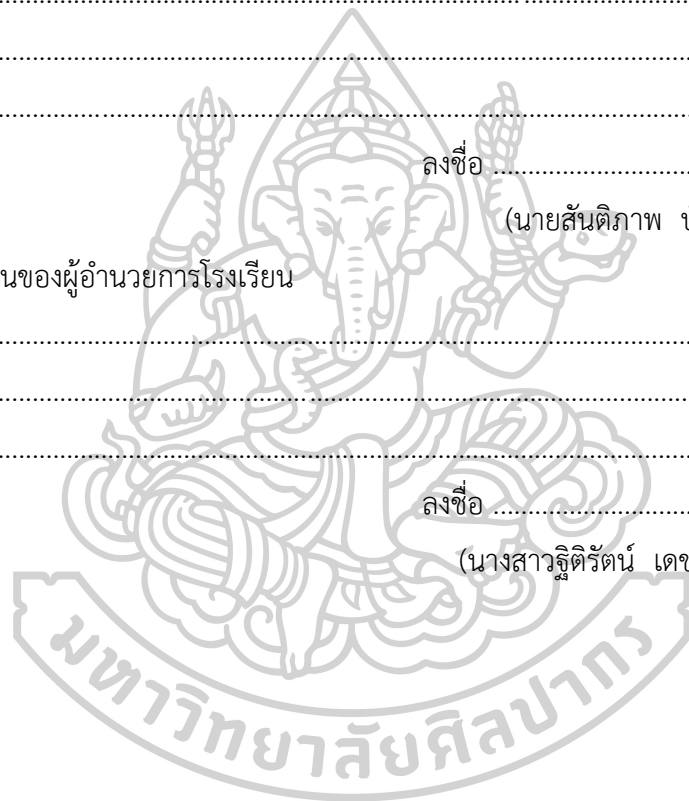 ....................................................................................................
....................................................................................................
....................................................................................................
ลงชื่อ ....................................
(นายสันติภาพ
นของผู้อำนวยการโรงเรียน
....................................................................................................
....................................................................................................
....................................................................................................
ลงชื่อ ....................................
(นางสาวฐิติรัตน์ เดช
มหาวิทยาลัยศิลปากร